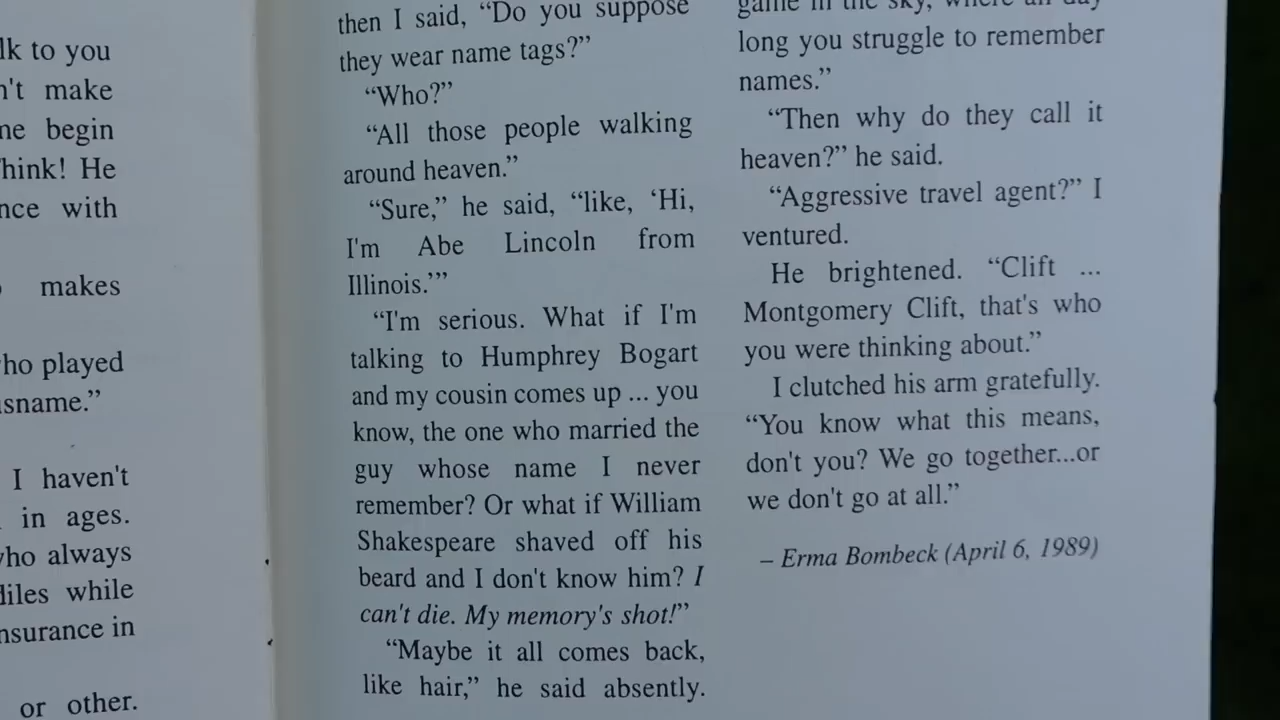 lk to you
n't make
ne begin
hink! He
nce with
makes
ho played
sname.”
I haven't
in ages.
who always
diles while
nsurance in
or other.
then I said, “Do you suppose
they wear name tags?”
“Who?”
“All those people walking
around heaven.”
“Sure,” he said, “like, ‘Hi,
I'm Abe Lincoln from
Illinois.’”
“I'm serious. What if I'm
talking to Humphrey Bogart
and my cousin comes up ... you
know, the one who married the
guy whose name I never
remember? Or what if William
Shakespeare shaved off his
beard and I don't know him? I
can't die. My memory's shot!”
“Maybe it all comes back,
like hair,” he said absently.
game in the sky, where all day
long you struggle to remember
names.”
“Then why do they call it
heaven?” he said.
“Aggressive travel agent?” I
ventured.
He brightened. “Clift ...
Montgomery Clift, that's who
you were thinking about.”
I clutched his arm gratefully.
“You know what this means,
don't you? We go together...or
we don't go at all.”
– Erma Bombeck (April 6, 1989)